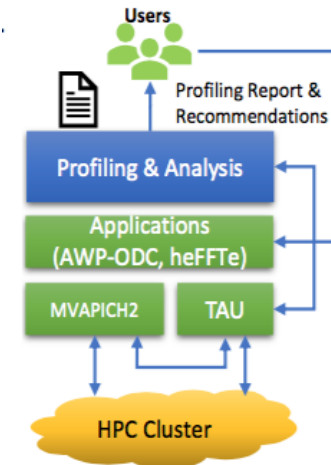 Users
Profiling Report &
Recommendations
Profiling & Analysis
Applications
(AWP-ODC, heFFTe)
MVAPICH2
TAU
HPC Cluster